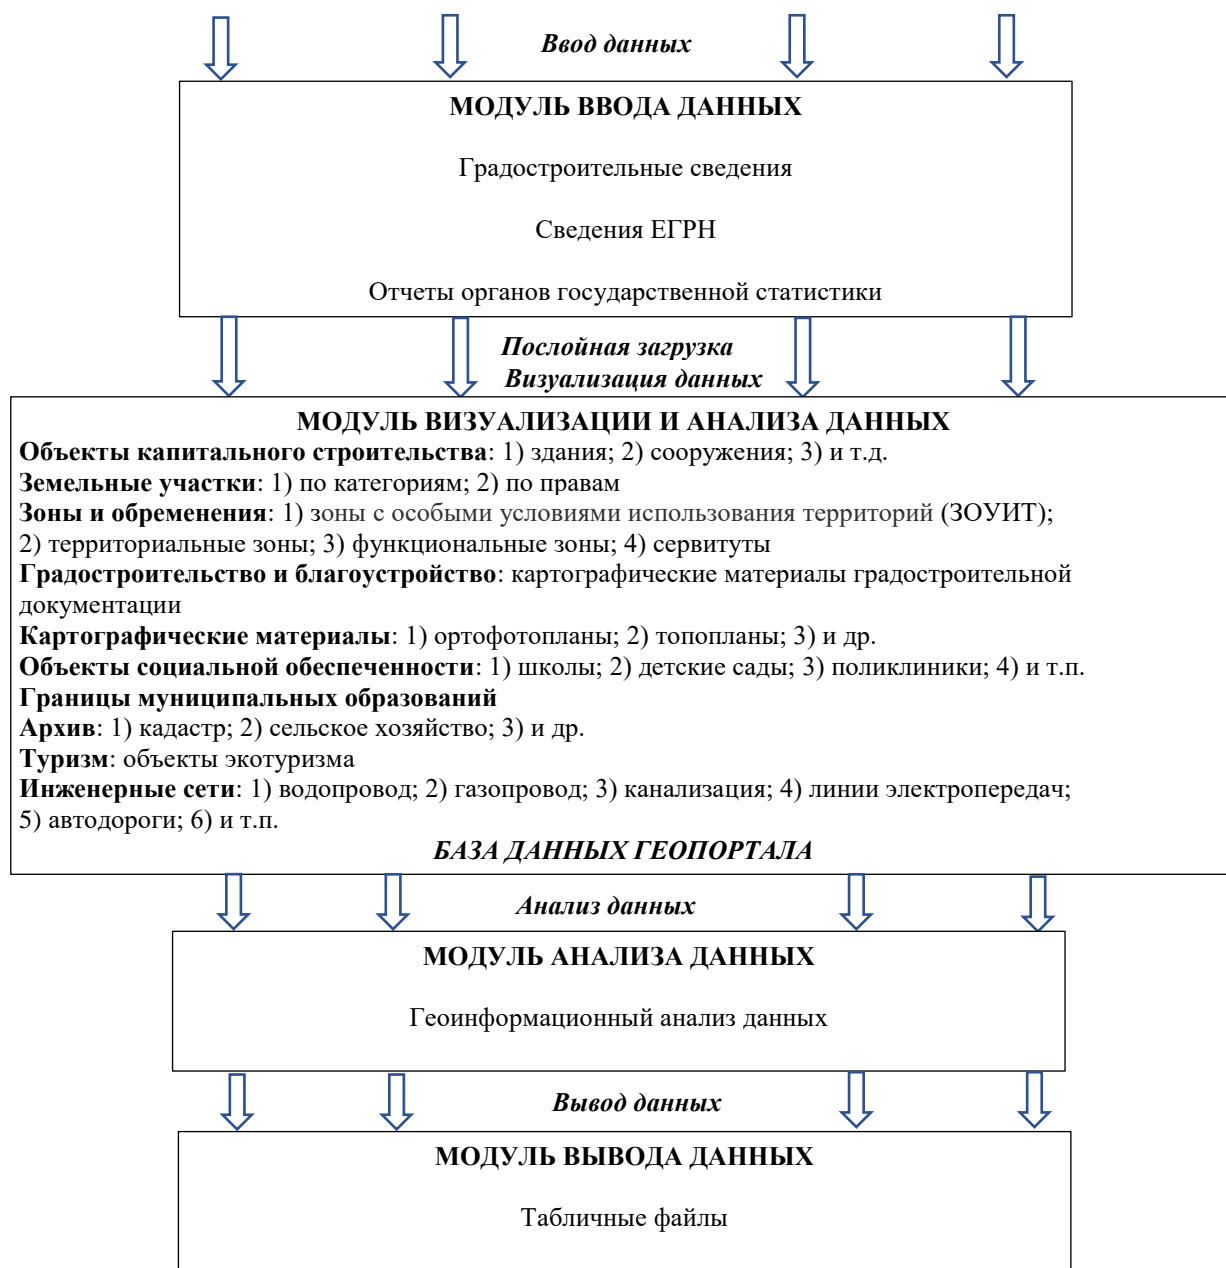 Ввод данных
МОДУЛЬ ВВОДА ДАННЫХ
Градостроительные сведения
Сведения ЕГРН
Отчеты органов государственной статистики
Послойная загрузка
Визуализация данных
МОДУЛЬ ВИЗУАЛИЗАЦИИ И АНАЛИЗА ДАННЫХ
Объекты капитального строительства: 1) здания; 2) сооружения; 3) и т.д.
Земельные участки: 1) по категориям; 2) по правам
Зоны и обременения: 1) зоны с особыми условиями использования территорий (ЗОУИТ);
2) территориальные зоны; 3) функциональные зоны; 4) сервитуты
Градостроительство и благоустройство: картографические материалы градостроительной
документации
Картографические материалы: 1) ортофотопланы; 2) топопланы; 3) и др.
Объекты социальной обеспеченности: 1) школы; 2) детские сады; 3) поликлиники; 4) и т.п.
Границы муниципальных образований
Архив: 1) кадастр; 2) сельское хозяйство; 3) и др.
Туризм: объекты экотуризма
Инженерные сети: 1) водопровод; 2) газопровод; 3) канализация; 4) линии электропередач;
5) автодороги; 6) и т.п.
БАЗА ДАННЫХ ГЕОПОРТАЛА
Анализ данных
МОДУЛЬ АНАЛИЗА ДАННЫХ
Геоинформационный анализ данных
Вывод данных
МОДУЛЬ ВЫВОДА ДАННЫХ
Табличные файлы